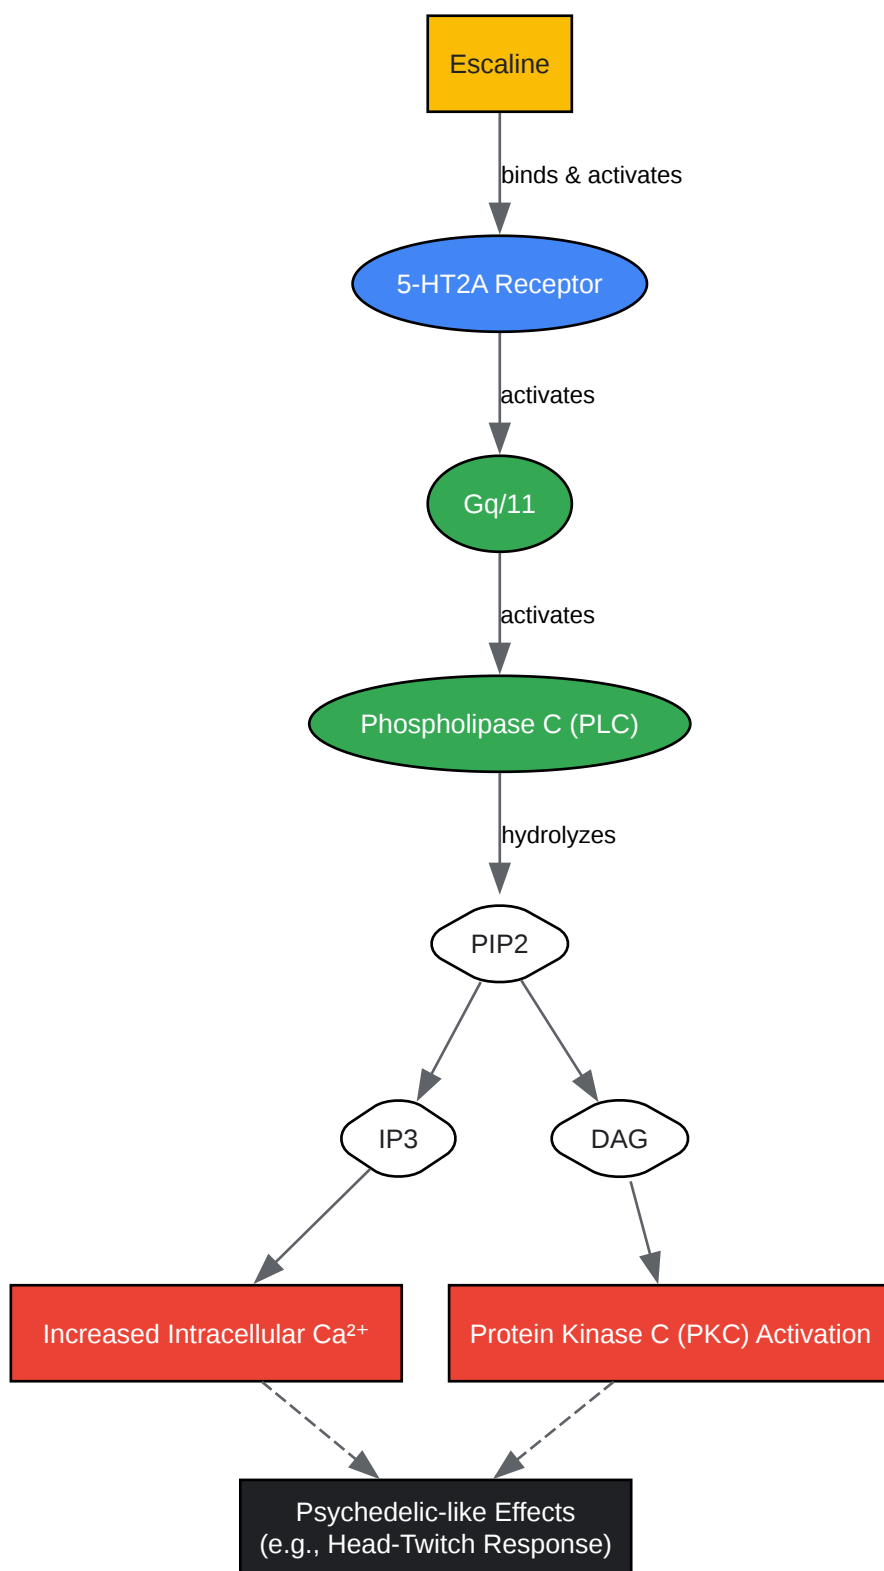 Escaline
binds & activates
5-HT2A Receptor
activates
Gq/11
activates
Phospholipase C (PLC)
hydrolyzes
PIP2
IP3
DAG
Increased Intracellular Ca²⁺
Protein Kinase C (PKC) Activation
Psychedelic-like Effects
(e.g., Head-Twitch Response)